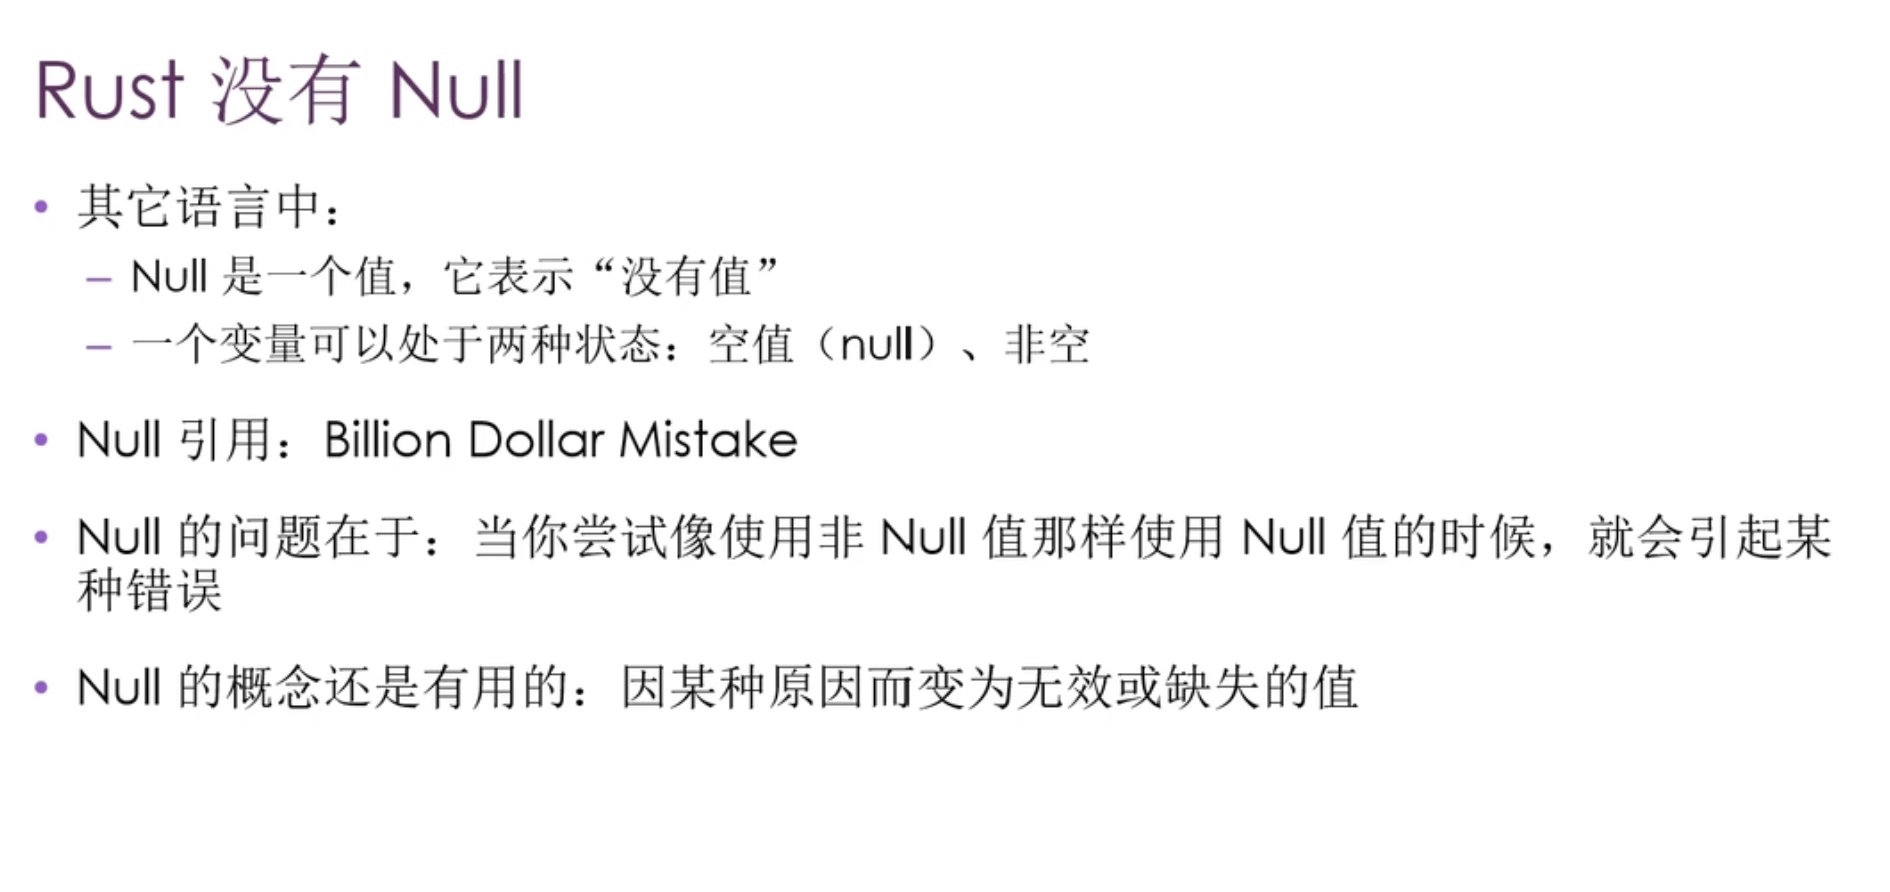 Rust 没有 Null
• 其它语言中：
– Null 是一个值，它表示“没有值”
– 一个变量可以处于两种状态：空值（null）、非空
• Null 引用：Billion Dollar Mistake
• Null 的问题在于：当你尝试像使用非 Null 值那样使用 Null 值的时候，就会引起某
种错误
• Null 的概念还是有用的：因某种原因而变为无效或缺失的值